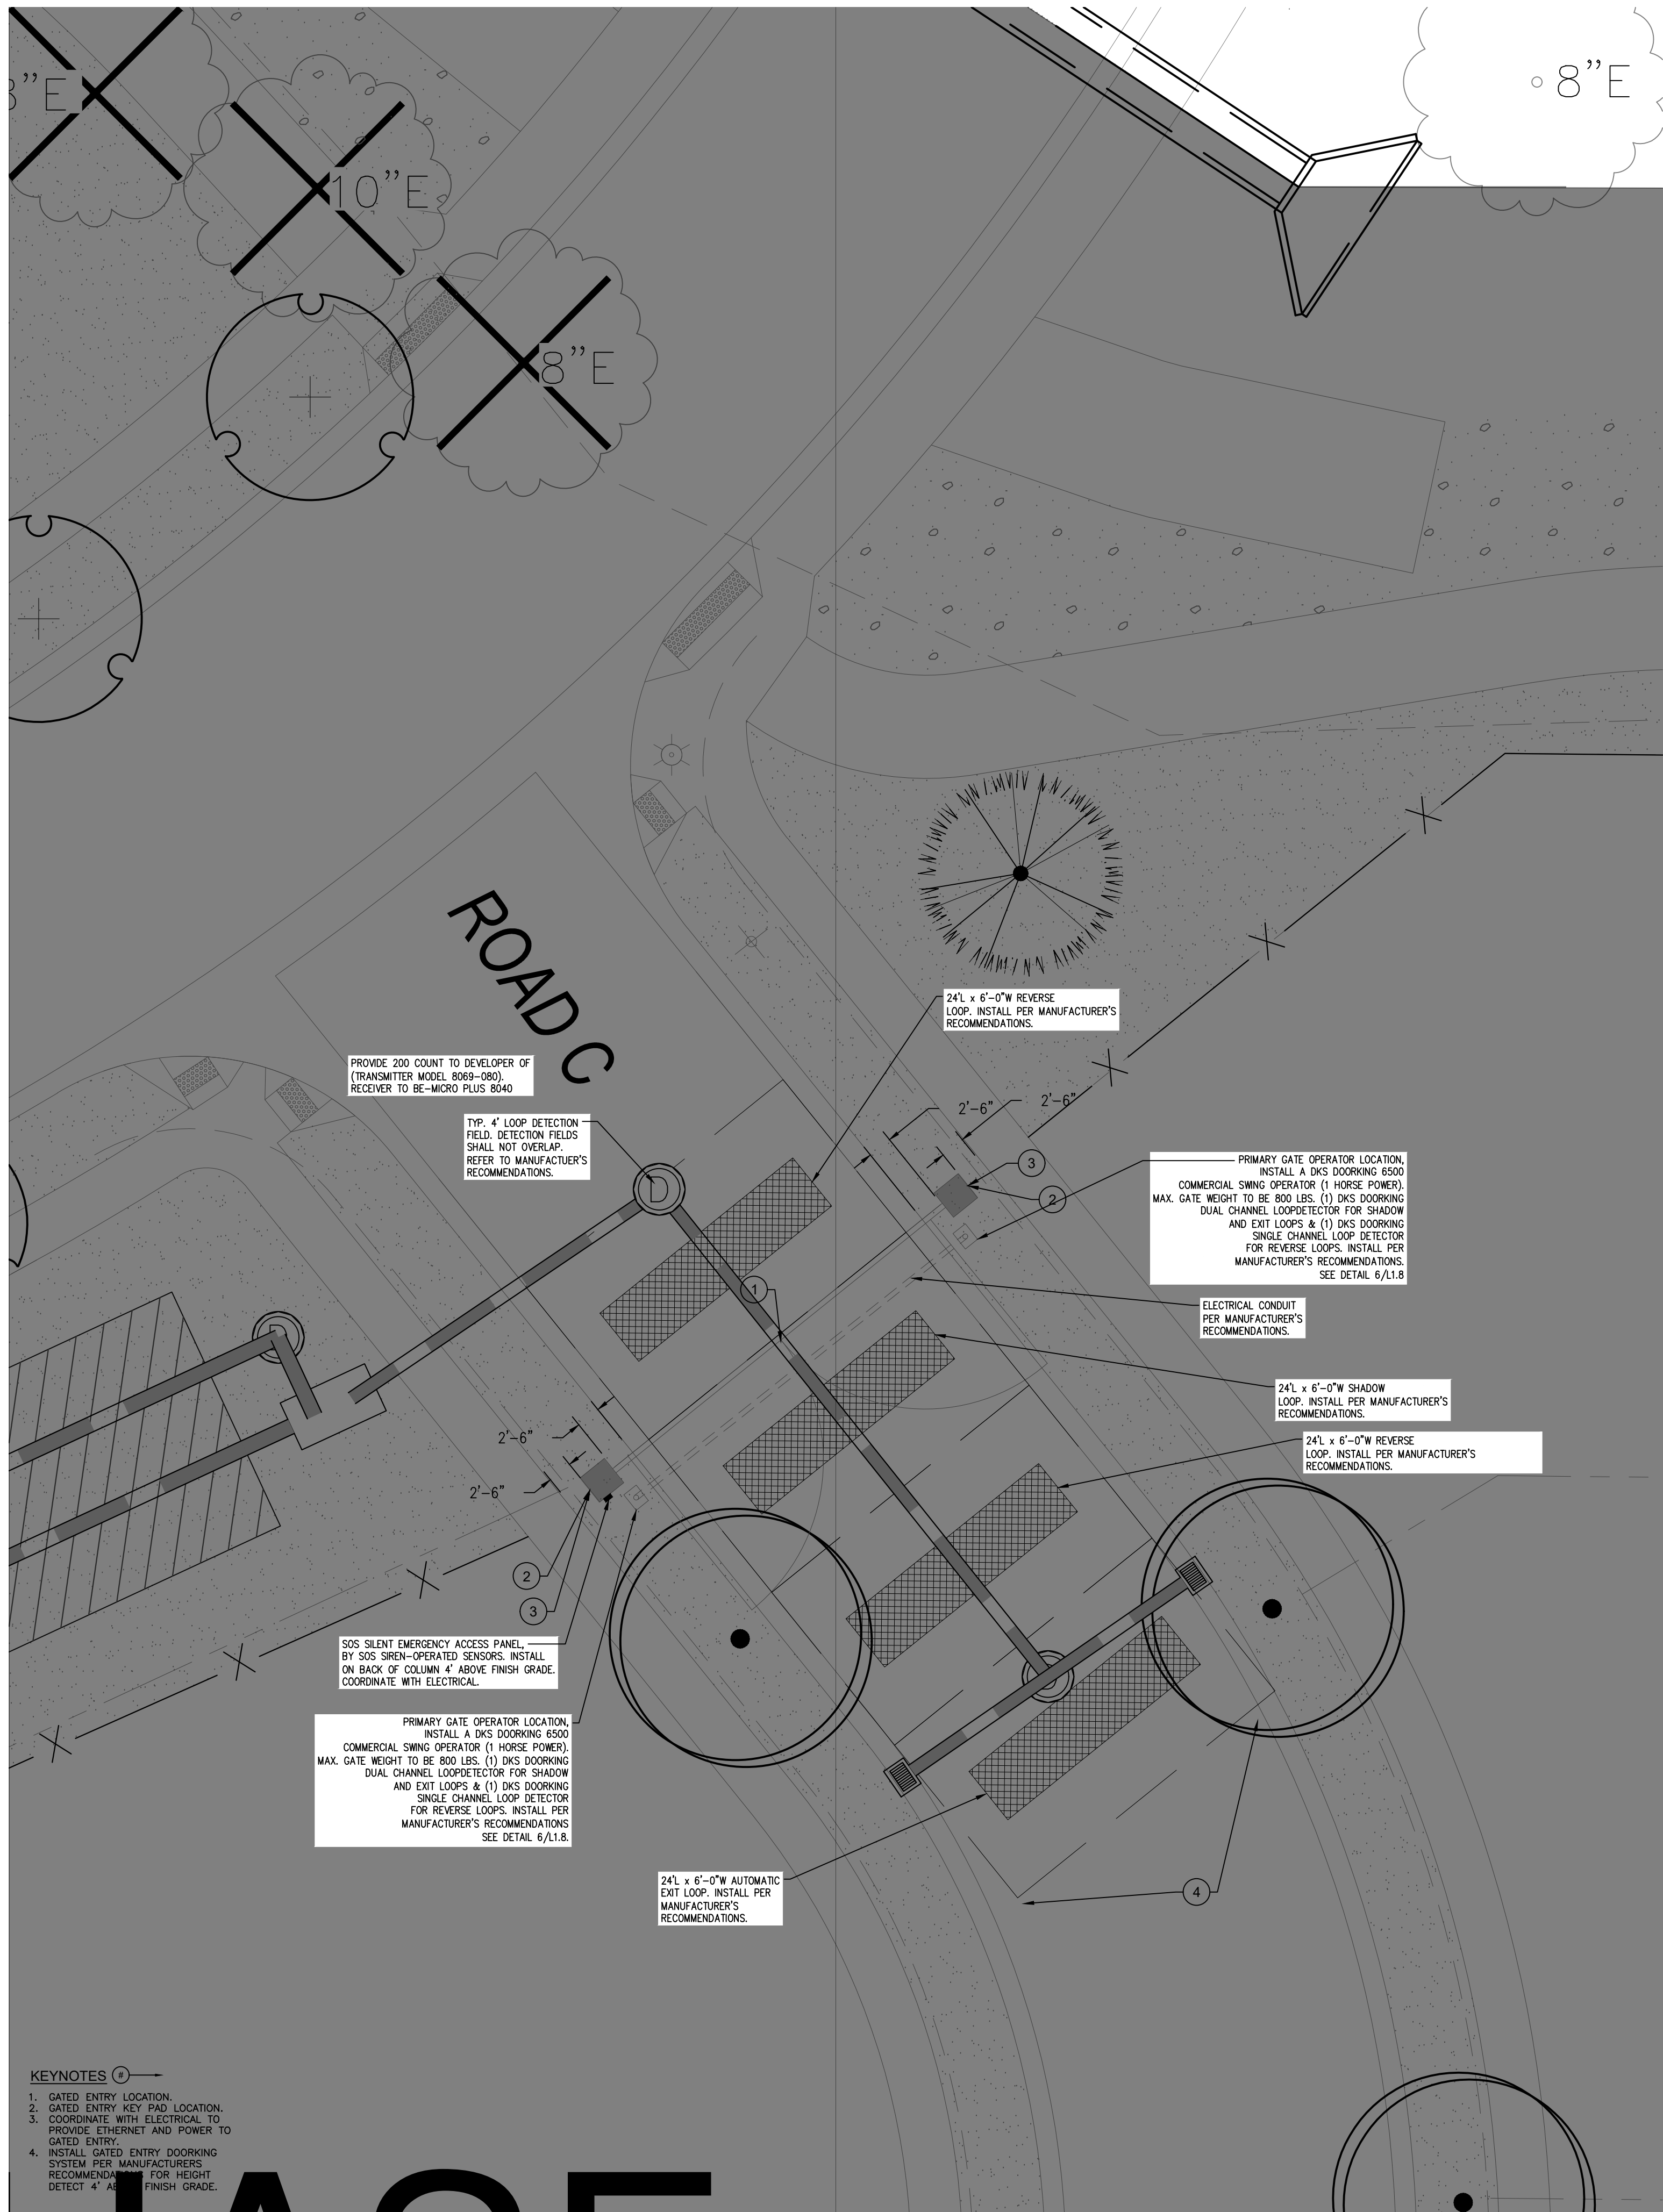 8"E
10"E
8"E
8"E
ROAD C
24'L x 6'-0"W REVERSE
LOOP. INSTALL PER MANUFACTURER'S
RECOMMENDATIONS.
PROVIDE 200 COUNT TO DEVELOPER OF
(TRANSMITTER MODEL 8069-080).
RECEIVER TO BE-MICRO PLUS 8040
TYP. 4' LOOP DETECTION
FIELD. DETECTION FIELDS
SHALL NOT OVERLAP.
REFER TO MANUFACTUER'S
RECOMMENDATIONS.
2'-6"
2'-6"
3
2
PRIMARY GATE OPERATOR LOCATION,
INSTALL A DKS DOORKING 6500
COMMERCIAL SWING OPERATOR (1 HORSE POWER).
MAX. GATE WEIGHT TO BE 800 LBS. (1) DKS DOORKING
DUAL CHANNEL LOOPDETECTOR FOR SHADOW
AND EXIT LOOPS & (1) DKS DOORKING
SINGLE CHANNEL LOOP DETECTOR
FOR REVERSE LOOPS. INSTALL PER
MANUFACTURER'S RECOMMENDATIONS.
SEE DETAIL 6/L1.8
D
1
D
ELECTRICAL CONDUIT
PER MANUFACTURER'S
RECOMMENDATIONS.
24'L x 6'-0"W SHADOW
LOOP. INSTALL PER MANUFACTURER'S
RECOMMENDATIONS.
24'L x 6'-0"W REVERSE
LOOP. INSTALL PER MANUFACTURER'S
RECOMMENDATIONS.
2'-6"
2'-6"
2
3
SOS SILENT EMERGENCY ACCESS PANEL,
BY SOS SIREN-OPERATED SENSORS. INSTALL
ON BACK OF COLUMN 4' ABOVE FINISH GRADE.
COORDINATE WITH ELECTRICAL.
PRIMARY GATE OPERATOR LOCATION,
INSTALL A DKS DOORKING 6500
COMMERCIAL SWING OPERATOR (1 HORSE POWER).
MAX. GATE WEIGHT TO BE 800 LBS. (1) DKS DOORKING
DUAL CHANNEL LOOPDETECTOR FOR SHADOW
AND EXIT LOOPS & (1) DKS DOORKING
SINGLE CHANNEL LOOP DETECTOR
FOR REVERSE LOOPS. INSTALL PER
MANUFACTURER'S RECOMMENDATIONS
SEE DETAIL 6/L1.8.
24'L x 6'-0"W AUTOMATIC
EXIT LOOP. INSTALL PER
MANUFACTURER'S
RECOMMENDATIONS.
4
KEYNOTES #
1. GATED ENTRY LOCATION.
2. GATED ENTRY KEY PAD LOCATION.
3. COORDINATE WITH ELECTRICAL TO
PROVIDE ETHERNET AND POWER TO
GATED ENTRY.
4. INSTALL GATED ENTRY DOORKING
SYSTEM PER MANUFACTURERS
RECOMMENDATIONS FOR HEIGHT
DETECT 4' ABOVE FINISH GRADE.